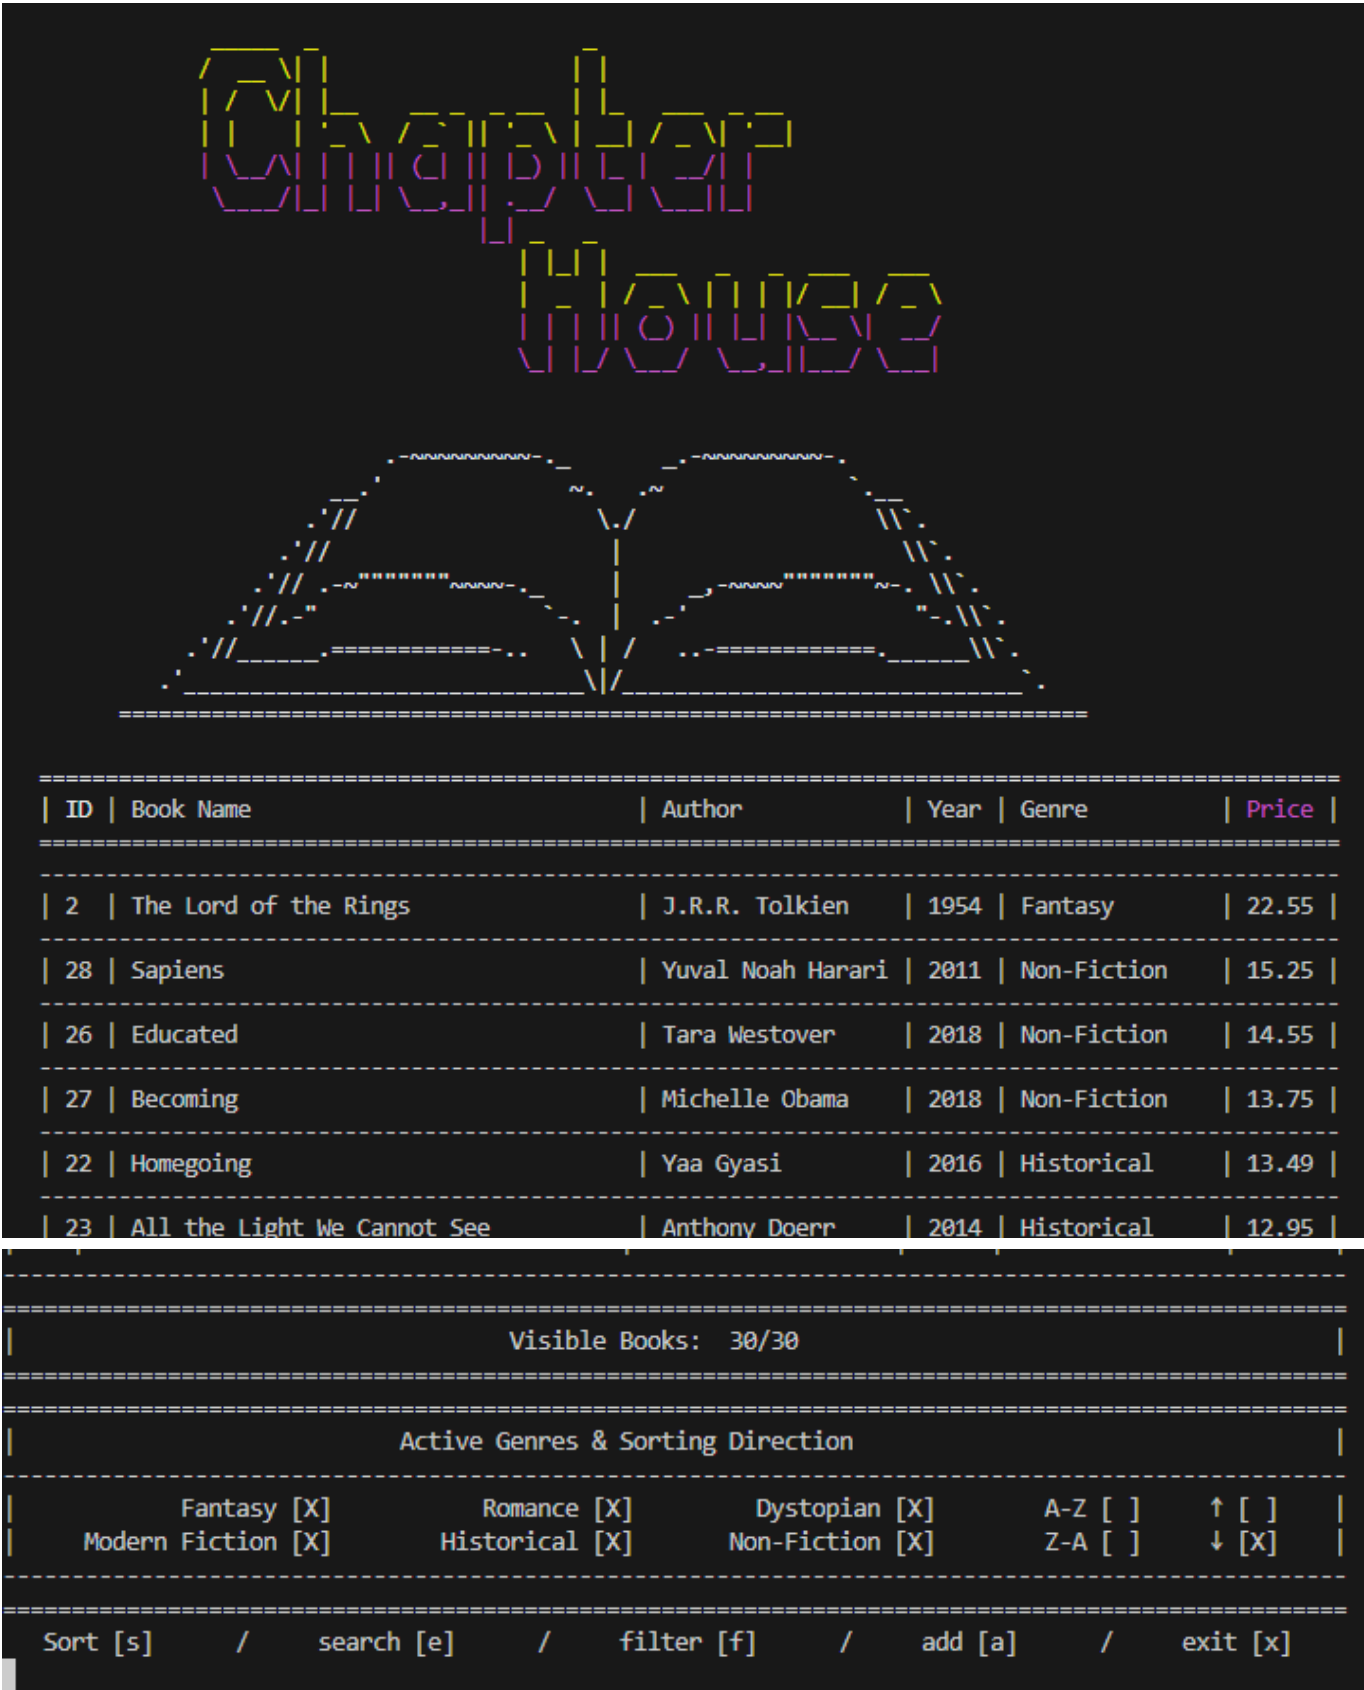 Chapter
House
| ID | Book Name | Author | Year | Genre | Price |
| 2 | The Lord of the Rings | J.R.R. Tolkien | 1954 | Fantasy | 22.55 |
| 28 | Sapiens | Yuval Noah Harari | 2011 | Non-Fiction | 15.25 |
| 26 | Educated | Tara Westover | 2018 | Non-Fiction | 14.55 |
| 27 | Becoming | Michelle Obama | 2018 | Non-Fiction | 13.75 |
| 22 | Homegoing | Yaa Gyasi | 2016 | Historical | 13.49 |
| 23 | All the Light We Cannot See | Anthony Doerr | 2014 | Historical | 12.95 |
| Visible Books: 30/30 |
| Active Genres & Sorting Direction |
| Fantasy [X] Romance [X] Dystopian [X] A-Z [ ] ↑ [ ] |
| Modern Fiction [X] Historical [X] Non-Fiction [X] Z-A [ ] ↓ [X] |
Sort [s] / search [e] / filter [f] / add [a] / exit [x]